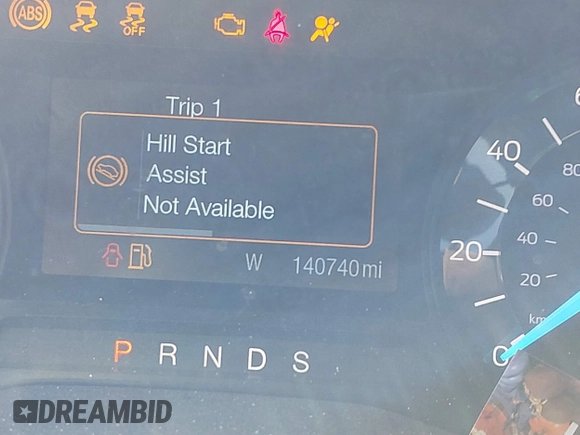 ABS
OFF
Trip 1
Hill Start
Assist
Not Available
W 140740 mi
P R N D S
40
20
0
80
60
40
20
km
DREAMBID